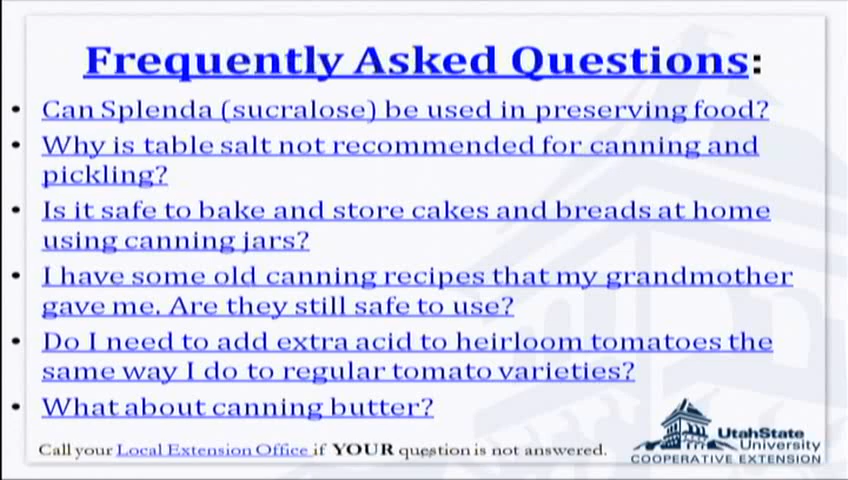 Frequently Asked Questions:
• Can Splenda (sucralose) be used in preserving food?
• Why is table salt not recommended for canning and
pickling?
• Is it safe to bake and store cakes and breads at home
using canning jars?
• I have some old canning recipes that my grandmother
gave me. Are they still safe to use?
• Do I need to add extra acid to heirloom tomatoes the
same way I do to regular tomato varieties?
• What about canning butter?
Call your Local Extension Office if YOUR question is not answered.
UtahState
University
COOPERATIVE EXTENSION